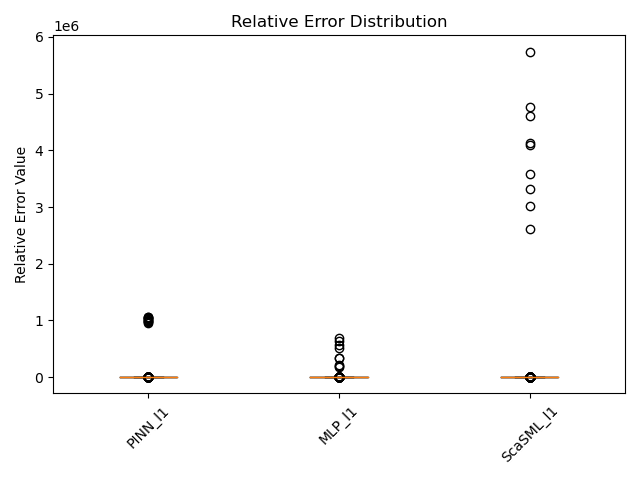 Relative Error Distribution
1e6
6
5
4
3
2
1
0
Relative Error Value
PINN_l1
MLP_l1
ScaSML_l1